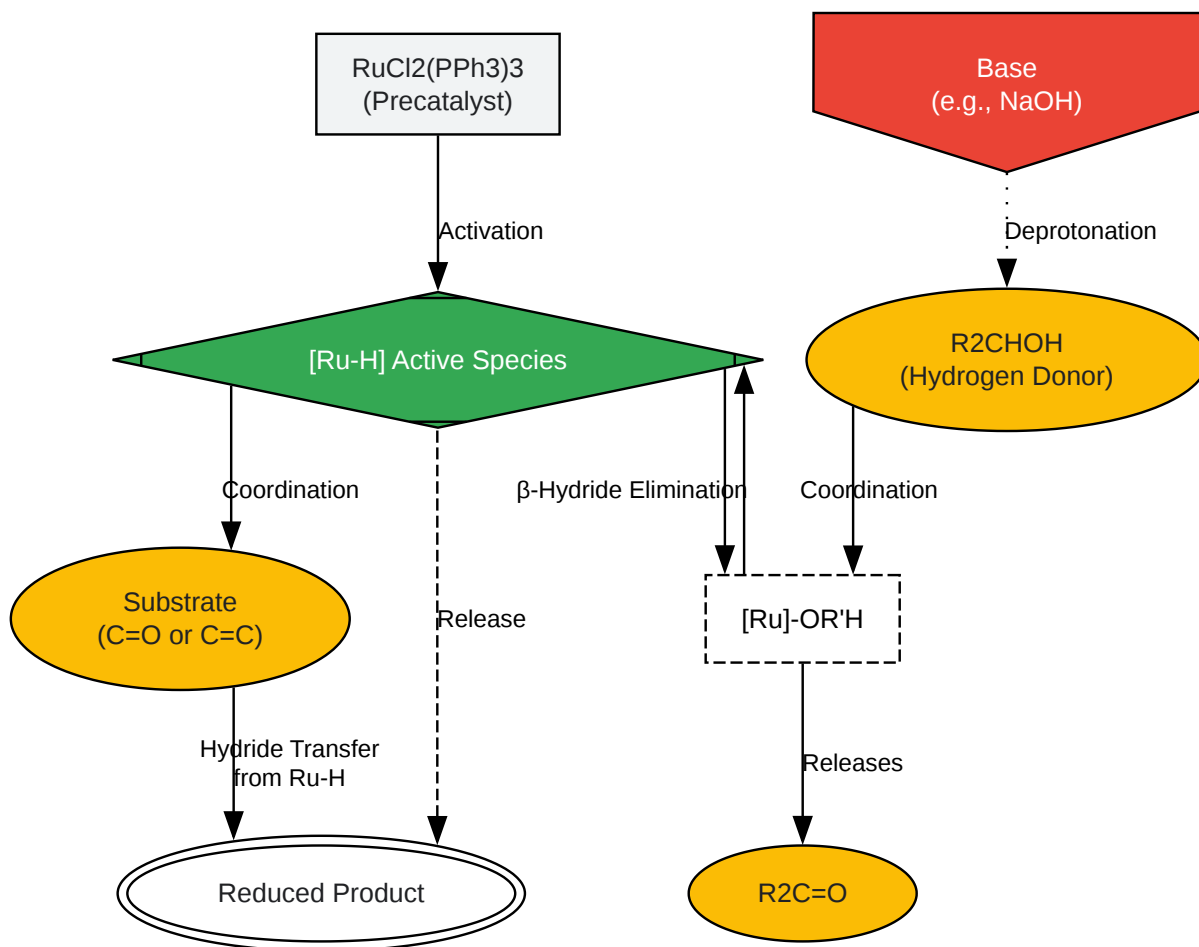 RuCl2(PPh3)3
(Precatalyst)
Base
(e.g., NaOH)
Activation
Deprotonation
[Ru-H] Active Species
R2CHOH
(Hydrogen Donor)
Coordination
β-Hydride Elimination
Coordination
Substrate
(C=O or C=C)
Release
[Ru]-OR'H
Hydride Transfer
from Ru-H
Releases
Reduced Product
R2C=O